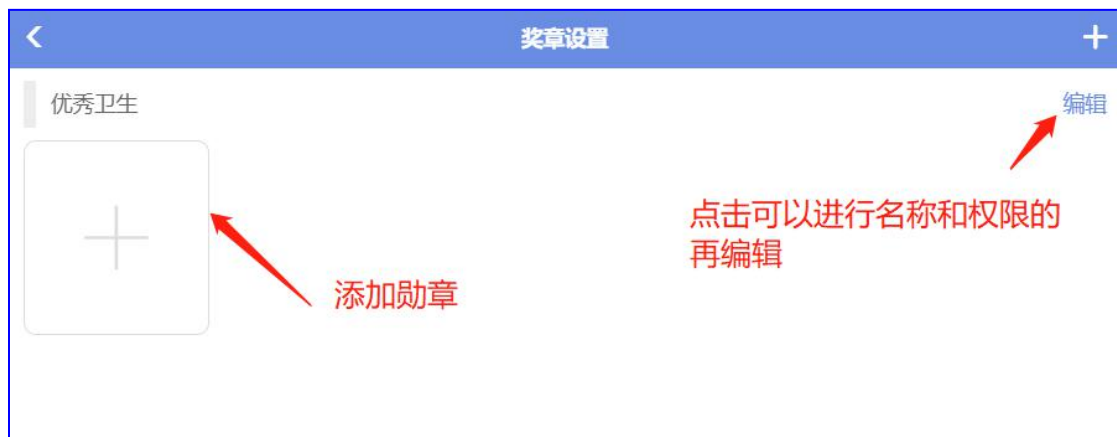 奖章设置
优秀卫生
编辑
点击可以进行名称和权限的
再编辑
添加勋章